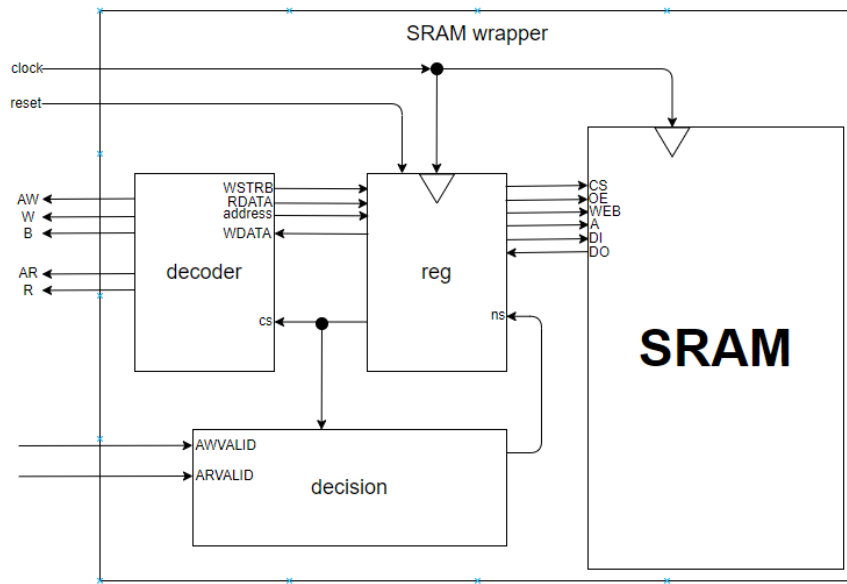 SRAM wrapper
clock
reset
AW
W
B
AR
R
WSTRB
RDATA
address
WDATA
decoder
cs
reg
ns
CS
OE
WEB
A
DI
DO
SRAM
AWVALID
ARVALID
decision